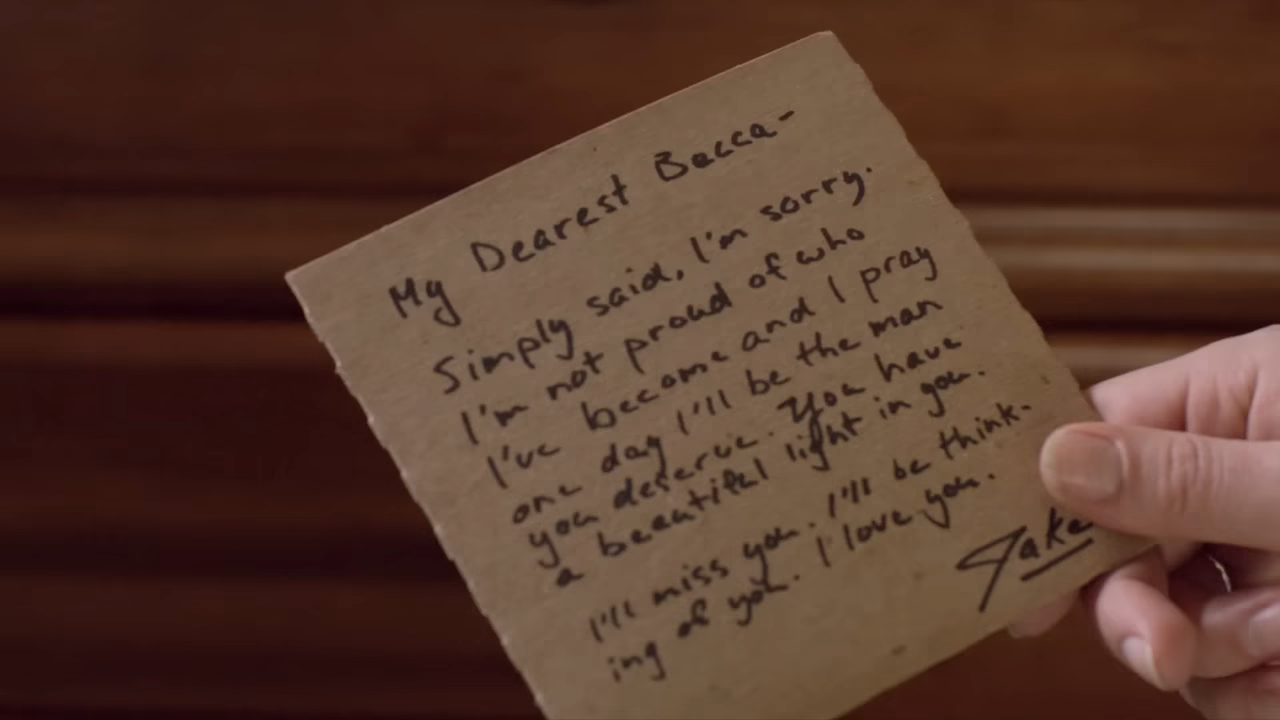 My Dearest Becca-
Simply said, I'm sorry.
I'm not proud of who
I've become and I pray
one day I'll be the man
you deserve. You have
a beautiful light in you.
I'll miss you. I'll be think-
ing of you. I love you.
Jake